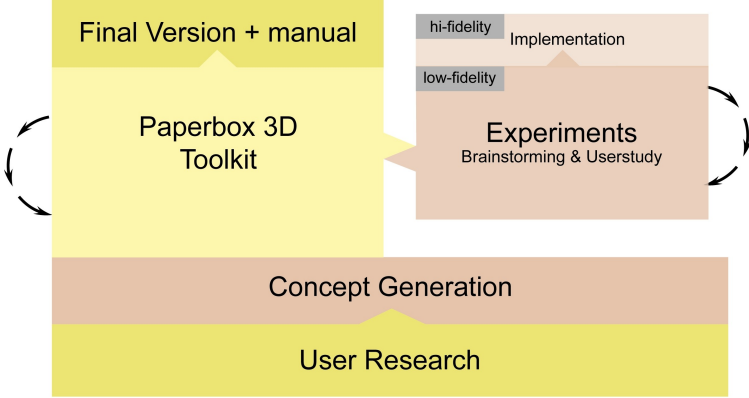 Final Version + manual
hi-fidelity
Implementation
low-fidelity
Paperbox 3D
Toolkit
Experiments
Brainstorming & Userstudy
Concept Generation
User Research